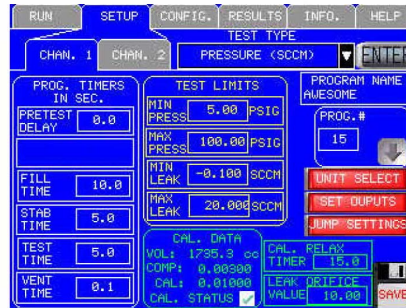 RUN SETUP CONFIG. RESULTS INFO. HELP
TEST TYPE
CHAN. 1 CHAN. 2 PRESSURE (SCCM) ENTER
PROG. TIMERS IN SEC.
PRETEST DELAY 0.0
FILL TIME 10.0
STAB TIME 5.0
TEST TIME 5.0
VENT TIME 0.1
TEST LIMITS
MIN PRESS 5.00 PSIG
MAX PRESS 100.00 PSIG
MIN LEAK -0.100 SCCM
MAX LEAK 20.000 SCCM
CAL. DATA
VOL: 1735.3 cc
COMP: 0.00300
CAL: 0.01000
CAL. STATUS
PROGRAM NAME
AWESOME
PROG.#
15
UNIT SELECT
SET OUPUTS
JUMP SETTINGS
CAL. RELAX
TIMER 15.0
LEAK ORIFICE
VALUE 10.00
SAVE